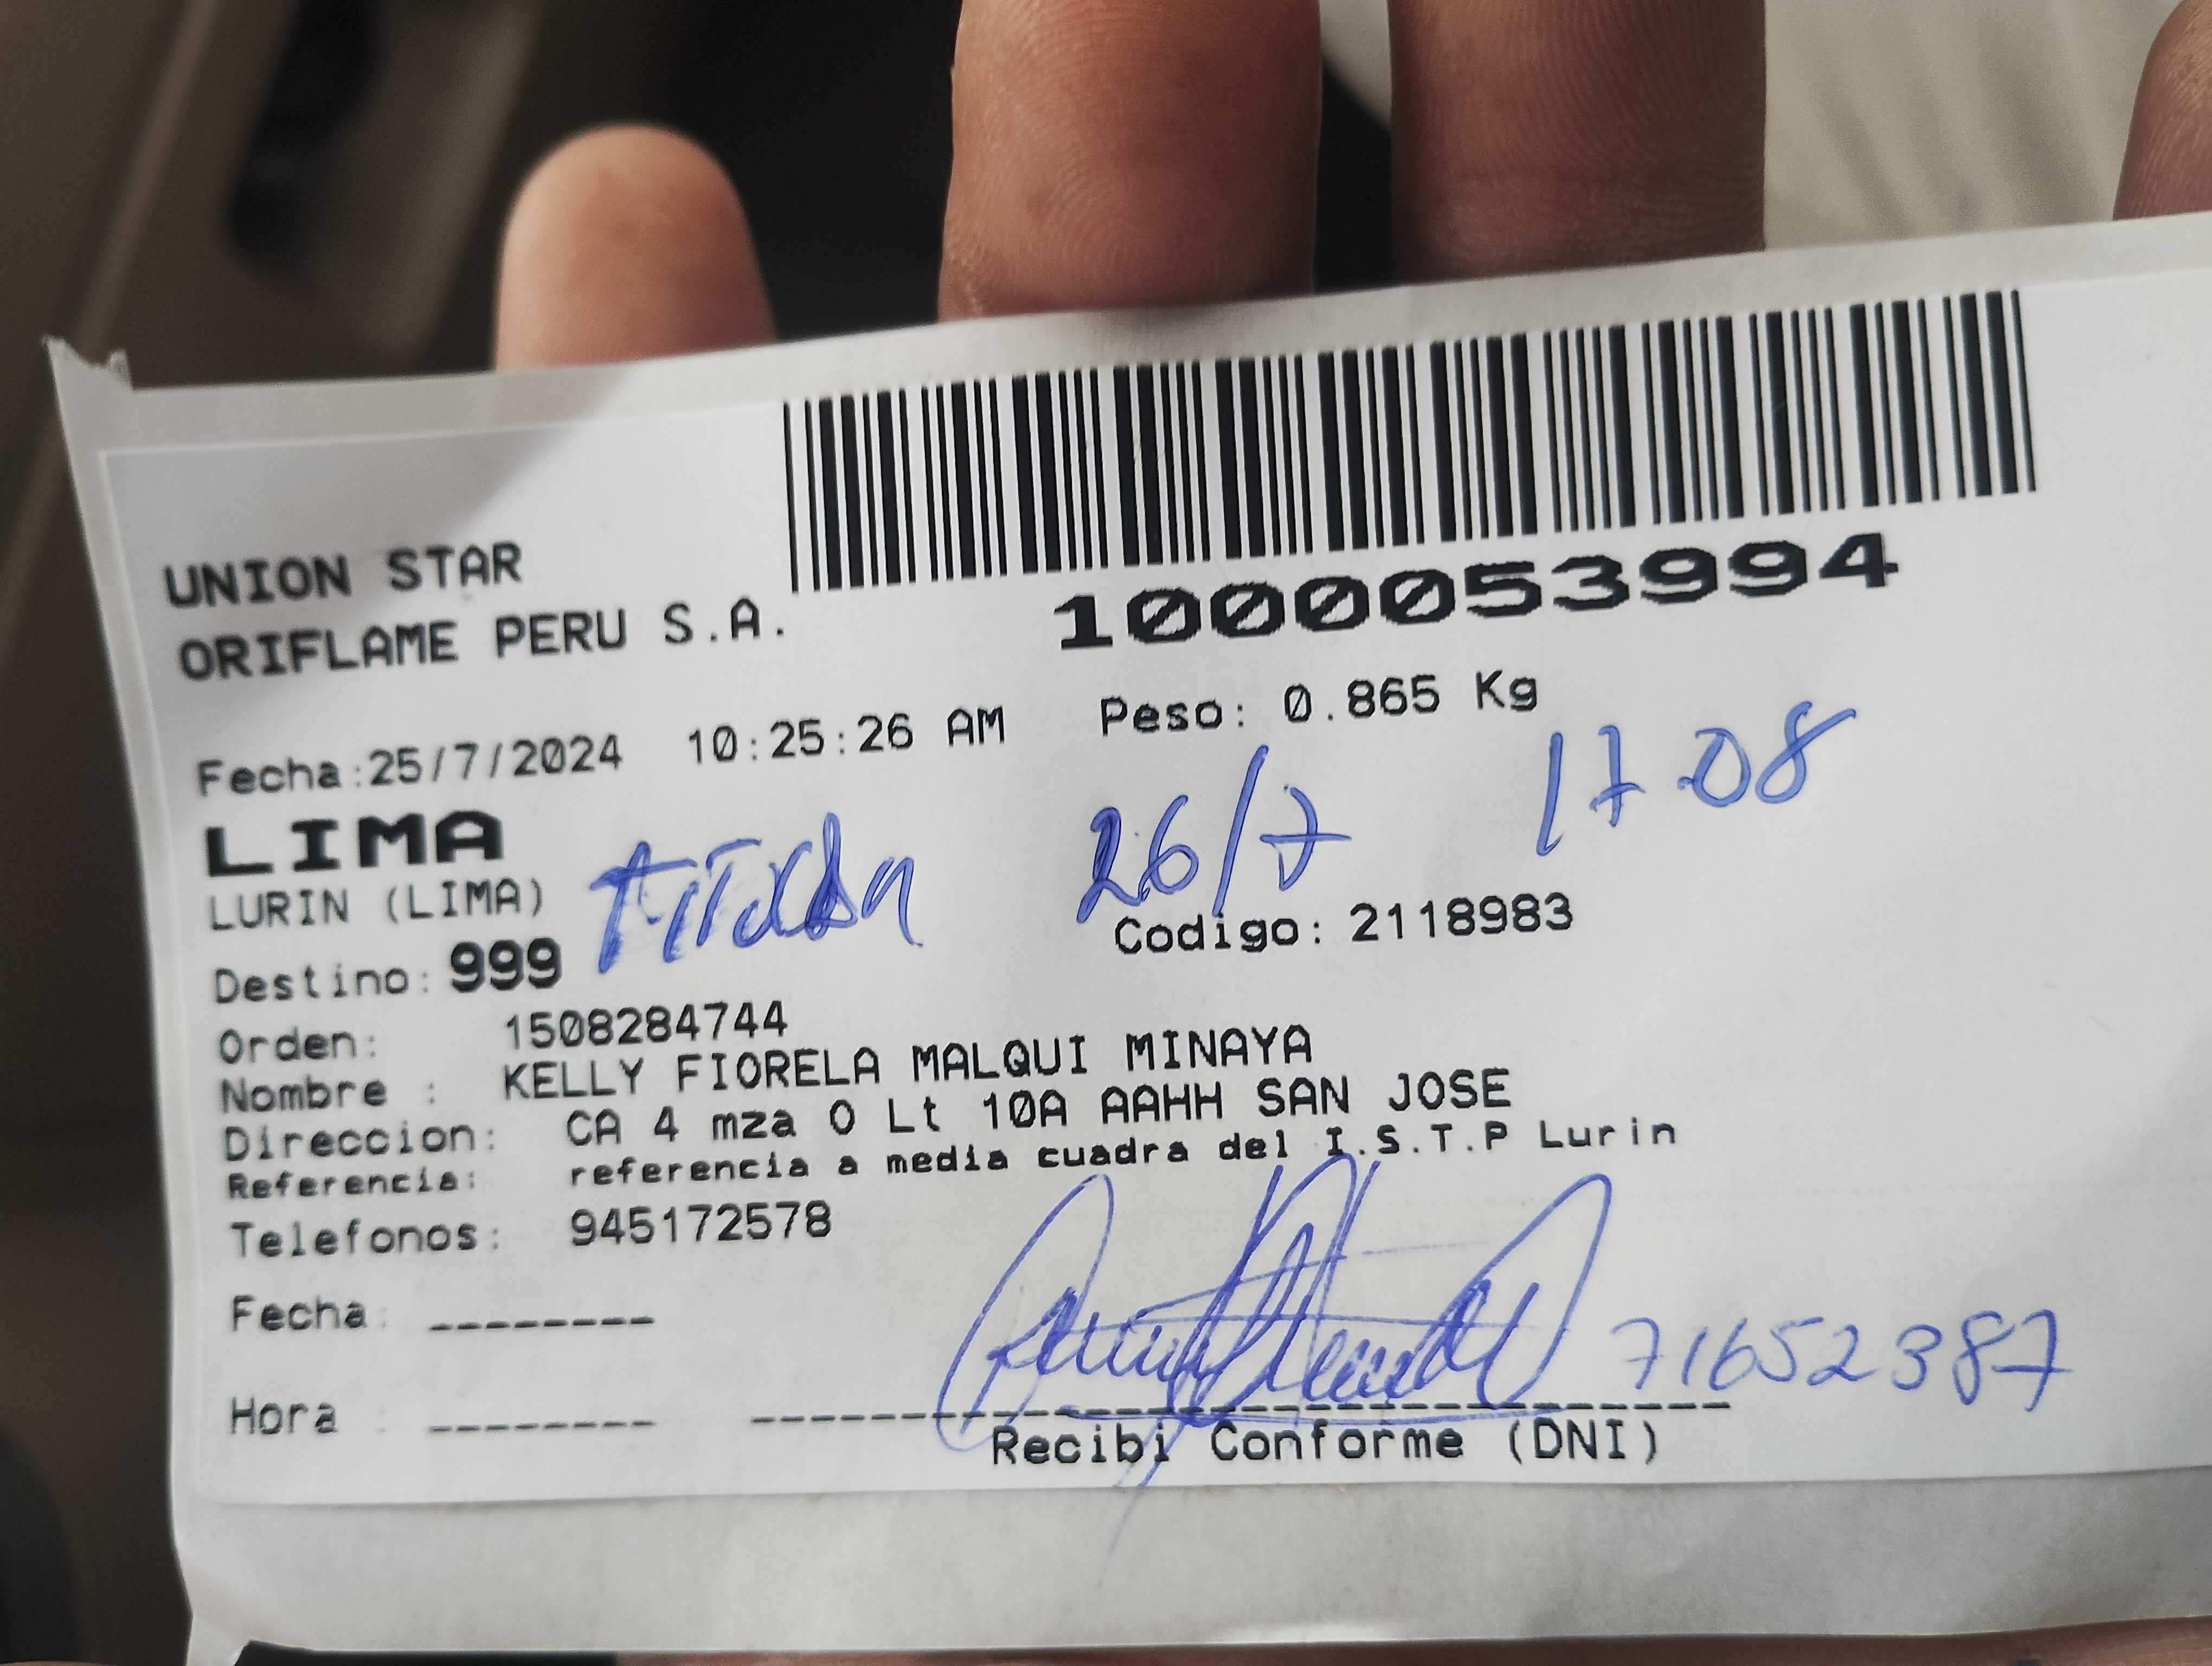 1000053994
UNION STAR
ORIFLAME PERU S.A.
Fecha:25/7/2024 10:25:26 AM Peso: 0.865 Kg
LIMA
26/7 17 08
LURIN (LIMA)
Titular
Destino: 999 Codigo: 2118983
Orden: 1508284744
Nombre : KELLY FIORELA MALQUI MINAYA
Direccion: CA 4 mza O Lt 10A AAHH SAN JOSE
Referencia: referencia a media cuadra del I.S.T.P Lurin
Telefonos: 945172578
Fecha: --------
71652387
Hora : --------
Recibi Conforme (DNI)